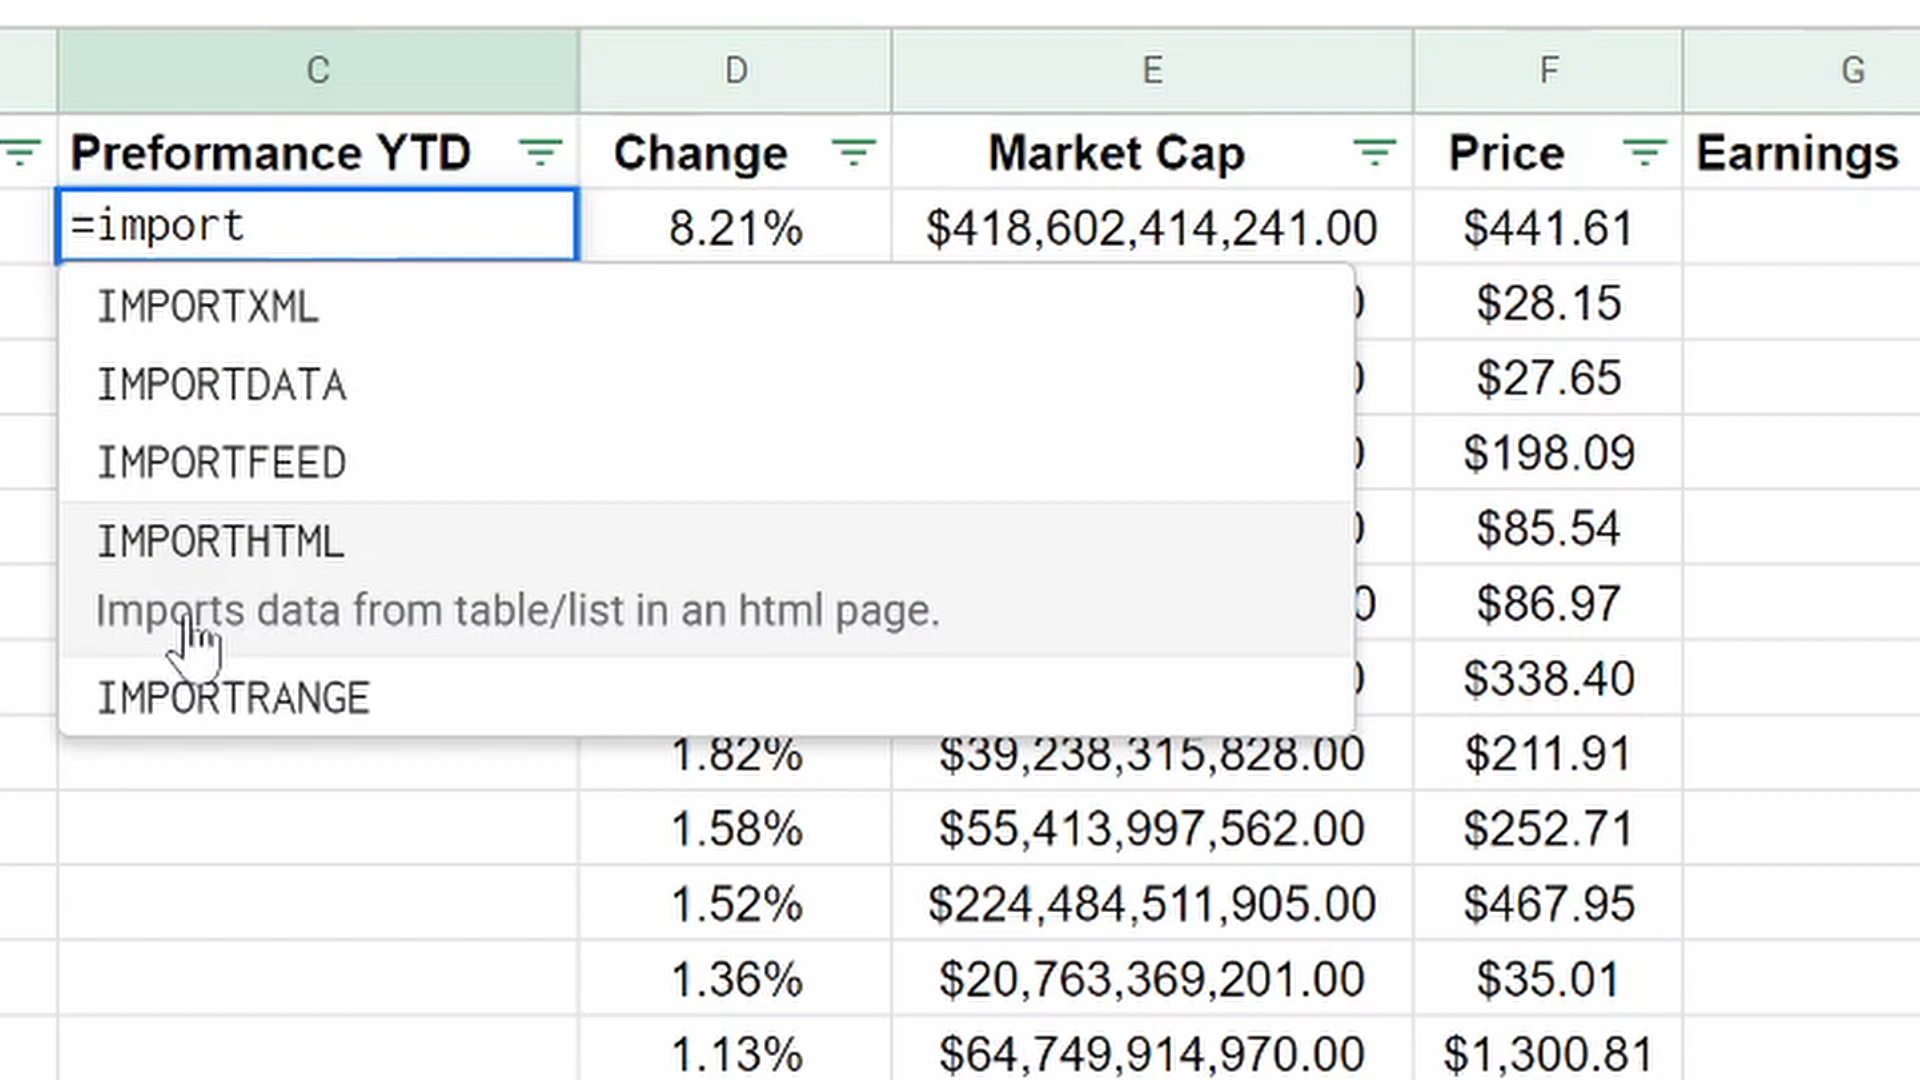 C D E F G
Preformance YTD Change Market Cap Price Earnings
=import 8.21% $418,602,414,241.00 $441.61
IMPORTXML $28.15
IMPORTDATA $27.65
IMPORTFEED $198.09
IMPORTHTML $85.54
Imports data from table/list in an html page. $86.97
IMPORTRANGE $338.40
1.82% $39,238,315,828.00 $211.91
1.58% $55,413,997,562.00 $252.71
1.52% $224,484,511,905.00 $467.95
1.36% $20,763,369,201.00 $35.01
1.13% $64,749,914,970.00 $1,300.81